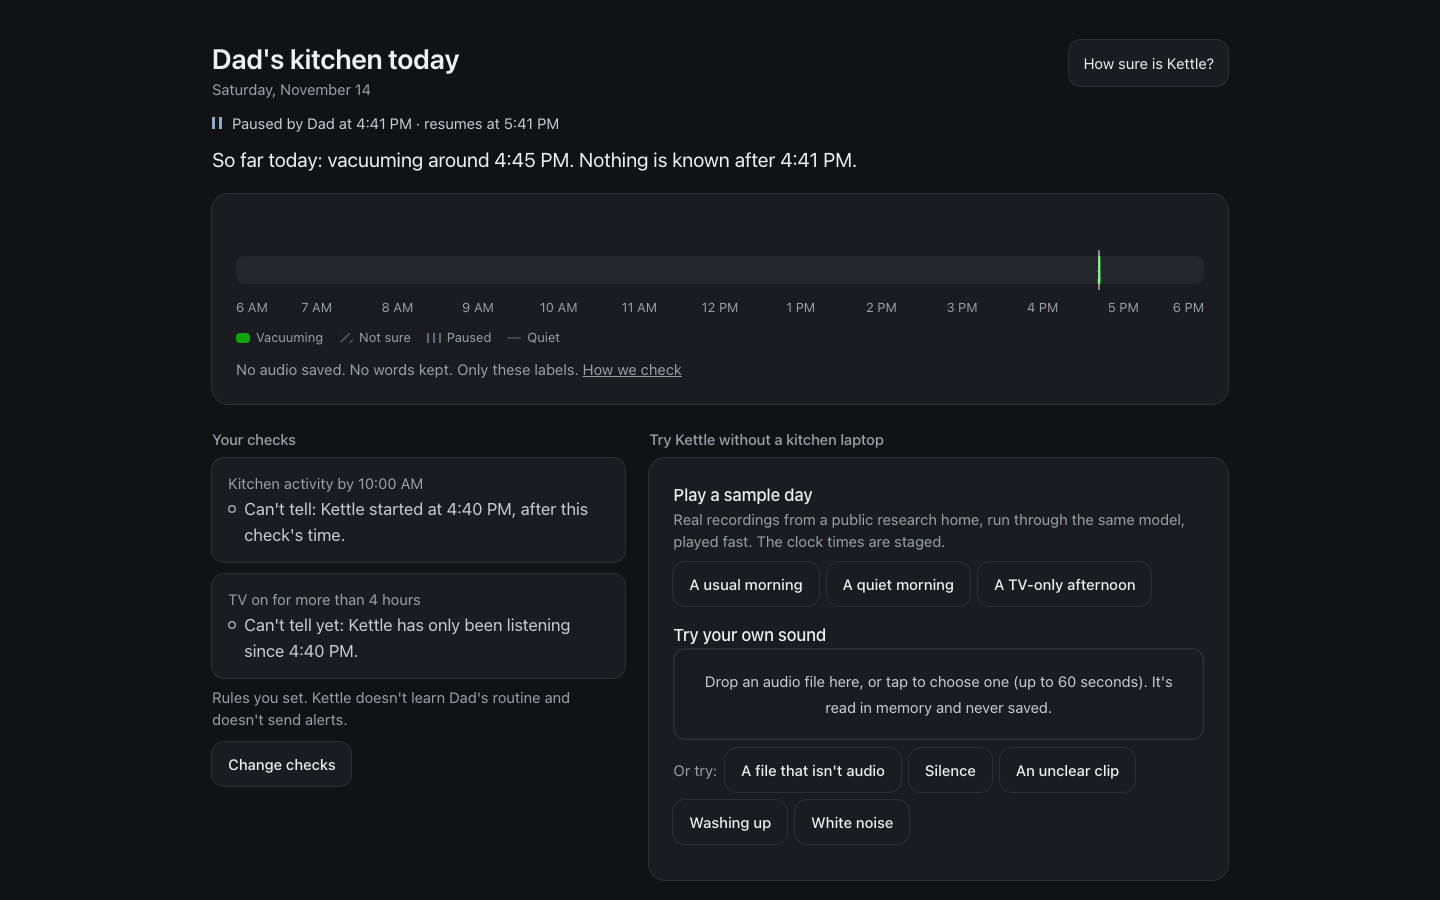 Dad's kitchen today
How sure is Kettle?
Saturday, November 14
Paused by Dad at 4:41 PM · resumes at 5:41 PM
So far today: vacuuming around 4:45 PM. Nothing is known after 4:41 PM.
6 AM 7 AM 8 AM 9 AM 10 AM 11 AM 12 PM 1 PM 2 PM 3 PM 4 PM 5 PM 6 PM
Vacuuming Not sure Paused Quiet
No audio saved. No words kept. Only these labels. How we check
Your checks
Kitchen activity by 10:00 AM
Can't tell: Kettle started at 4:40 PM, after this
check's time.
TV on for more than 4 hours
Can't tell yet: Kettle has only been listening
since 4:40 PM.
Rules you set. Kettle doesn't learn Dad's routine and
doesn't send alerts.
Change checks
Try Kettle without a kitchen laptop
Play a sample day
Real recordings from a public research home, run through the same model,
played fast. The clock times are staged.
A usual morning A quiet morning A TV-only afternoon
Try your own sound
Drop an audio file here, or tap to choose one (up to 60 seconds). It's
read in memory and never saved.
Or try: A file that isn't audio Silence An unclear clip
Washing up White noise